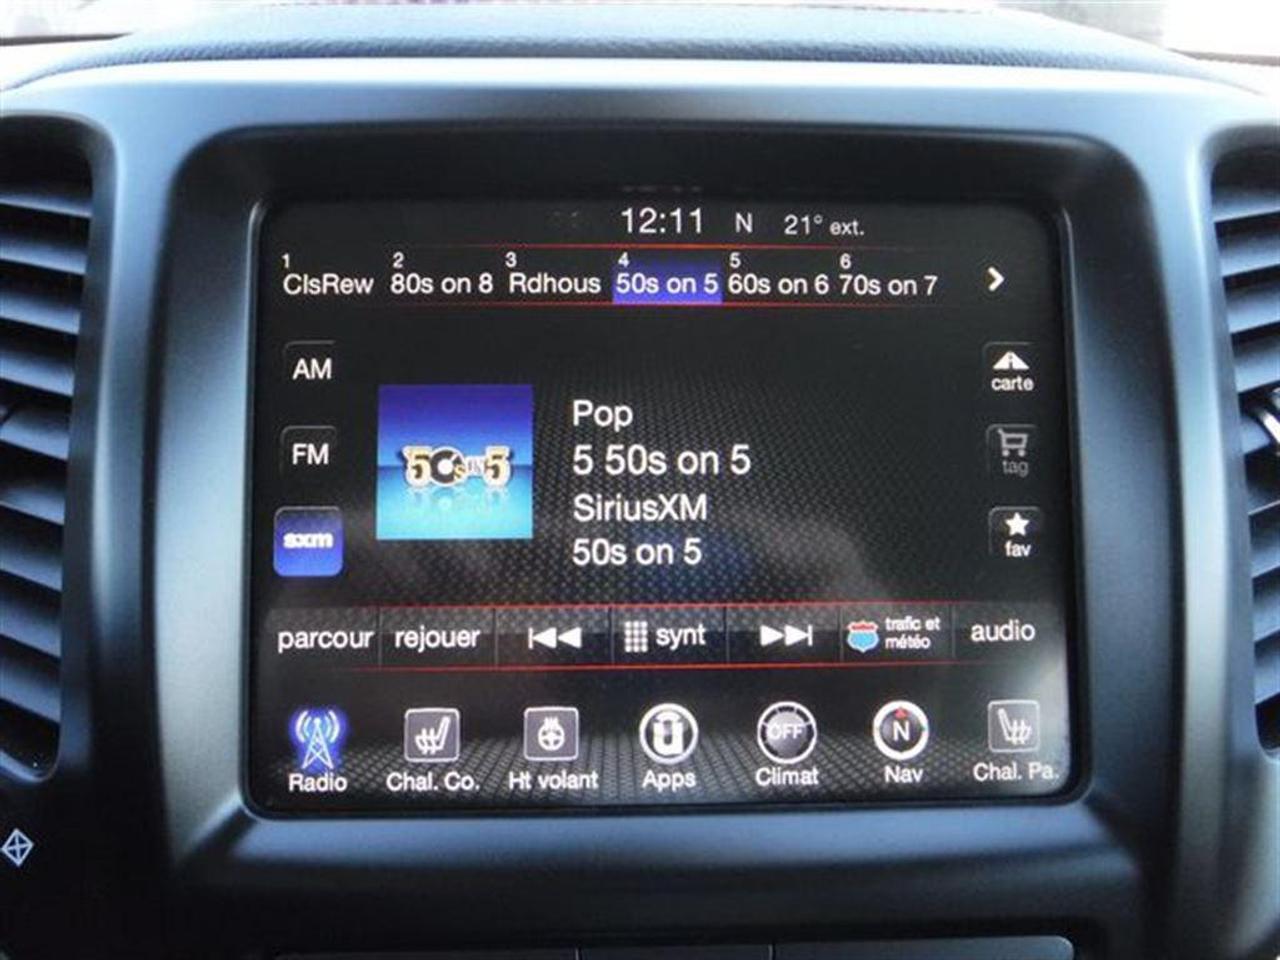 12:11 N 21° ext.
1 2 3 4 5 6
ClsRew 80s on 8 Rdhous 50s on 5 60s on 6 70s on 7
AM
carte
Pop
FM
5 50s on 5
50s ON 5
tag
SiriusXM
sxm
50s on 5
fav
parcour rejouer synt trafic et météo audio
OFF N
Radio Chal. Co. Ht volant Apps Climat Nav Chal. Pa.